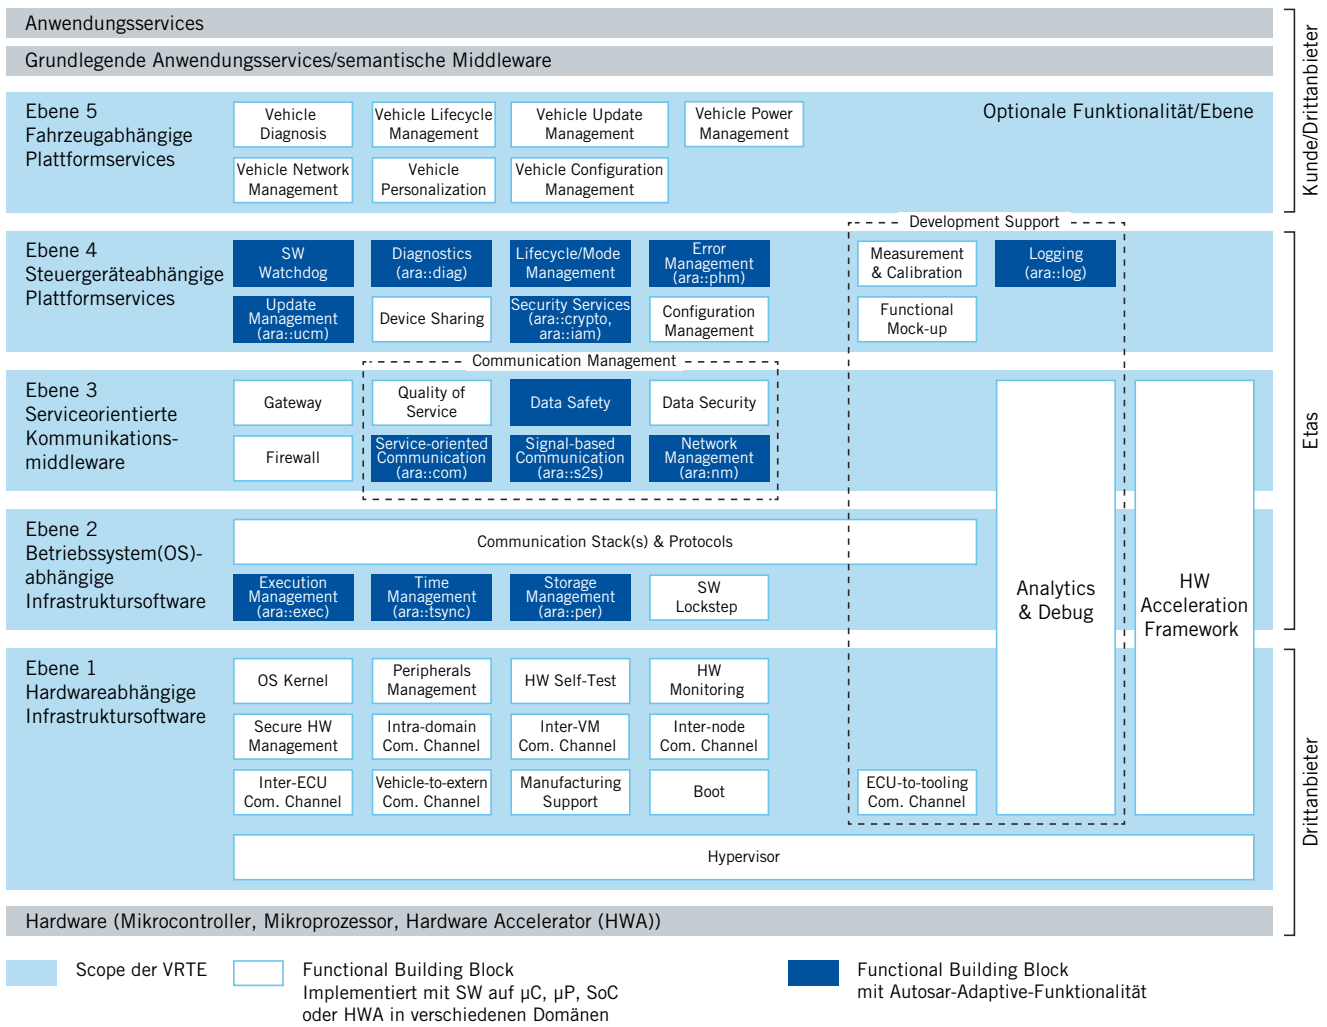 Anwendungsservices
Grundlegende Anwendungsservices/semantische Middleware
Kunde/Drittanbieter
Ebene 5
Fahrzeugabhängige
Plattformservices
Vehicle
Diagnosis
Vehicle Lifecycle
Management
Vehicle Update
Management
Vehicle Power
Management
Optionale Funktionalität/Ebene
Vehicle Network
Management
Vehicle
Personalization
Vehicle Configuration
Management
Development Support
Ebene 4
Steuergeräteabhängige
Plattformservices
SW
Watchdog
Diagnostics
(ara::diag)
Lifecycle/Mode
Management
Error
Management
(ara::phm)
Measurement
& Calibration
Logging
(ara::log)
Update
Management
(ara::ucm)
Device Sharing
Security Services
(ara::crypto,
ara::iam)
Configuration
Management
Functional
Mock-up
Etas
Communication Management
Ebene 3
Serviceorientierte
Kommunikations-
middleware
Gateway
Quality of
Service
Data Safety
Data Security
Firewall
Service-oriented
Communication
(ara::com)
Signal-based
Communication
(ara::s2s)
Network
Management
(ara:nm)
Ebene 2
Betriebssystem(OS)-
abhängige
Infrastruktursoftware
Communication Stack(s) & Protocols
Execution
Management
(ara::exec)
Time
Management
(ara::tsync)
Storage
Management
(ara::per)
SW
Lockstep
Analytics
& Debug
HW
Acceleration
Framework
Ebene 1
Hardwareabhängige
Infrastruktursoftware
OS Kernel
Peripherals
Management
HW Self-Test
HW
Monitoring
Secure HW
Management
Intra-domain
Com. Channel
Inter-VM
Com. Channel
Inter-node
Com. Channel
Inter-ECU
Com. Channel
Vehicle-to-extern
Com. Channel
Manufacturing
Support
Boot
ECU-to-tooling
Com. Channel
Drittanbieter
Hypervisor
Hardware (Mikrocontroller, Mikroprozessor, Hardware Accelerator (HWA))
Scope der VRTE
Functional Building Block
Implementiert mit SW auf µC, µP, SoC
oder HWA in verschiedenen Domänen
Functional Building Block
mit Autosar-Adaptive-Funktionalität